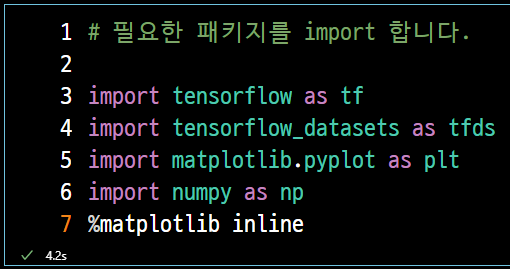 1 # 필요한 패키지를 import 합니다.
2
3 import tensorflow as tf
4 import tensorflow_datasets as tfds
5 import matplotlib.pyplot as plt
6 import numpy as np
7 %matplotlib inline
✓ 4.2s